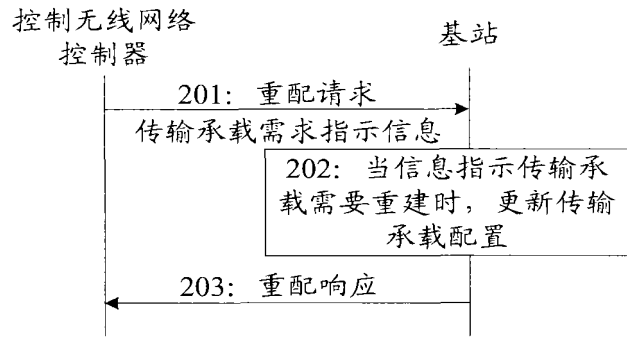 控制无线网络
控制器
基站
201: 重配请求
传输承载需求指示信息
202: 当信息指示传输承
载需要重建时，更新传输
承载配置
203: 重配响应